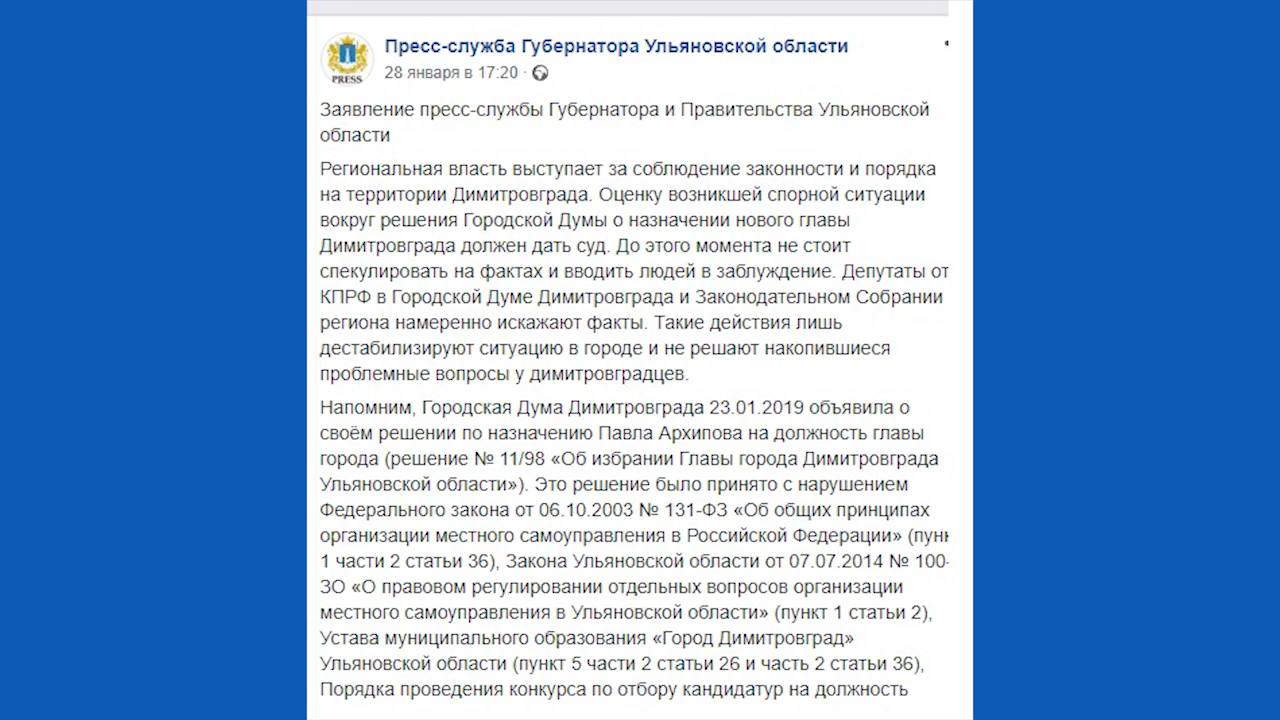 Пресс-служба Губернатора Ульяновской области
28 января в 17:20 ·
PRESS
Заявление пресс-службы Губернатора и Правительства Ульяновской
области
Региональная власть выступает за соблюдение законности и порядка
на территории Димитровграда. Оценку возникшей спорной ситуации
вокруг решения Городской Думы о назначении нового главы
Димитровграда должен дать суд. До этого момента не стоит
спекулировать на фактах и вводить людей в заблуждение. Депутаты от
КПРФ в Городской Думе Димитровграда и Законодательном Собрании
региона намеренно искажают факты. Такие действия лишь
дестабилизируют ситуацию в городе и не решают накопившиеся
проблемные вопросы у димитровградцев.
Напомним, Городская Дума Димитровграда 23.01.2019 объявила о
своём решении по назначению Павла Архипова на должность главы
города (решение № 11/98 «Об избрании Главы города Димитровграда
Ульяновской области»). Это решение было принято с нарушением
Федерального закона от 06.10.2003 № 131-ФЗ «Об общих принципах
организации местного самоуправления в Российской Федерации» (пунк
1 части 2 статьи 36), Закона Ульяновской области от 07.07.2014 № 100-
ЗО «О правовом регулировании отдельных вопросов организации
местного самоуправления в Ульяновской области» (пункт 1 статьи 2),
Устава муниципального образования «Город Димитровград»
Ульяновской области (пункт 5 части 2 статьи 26 и часть 2 статьи 36),
Порядка проведения конкурса по отбору кандидатур на должность